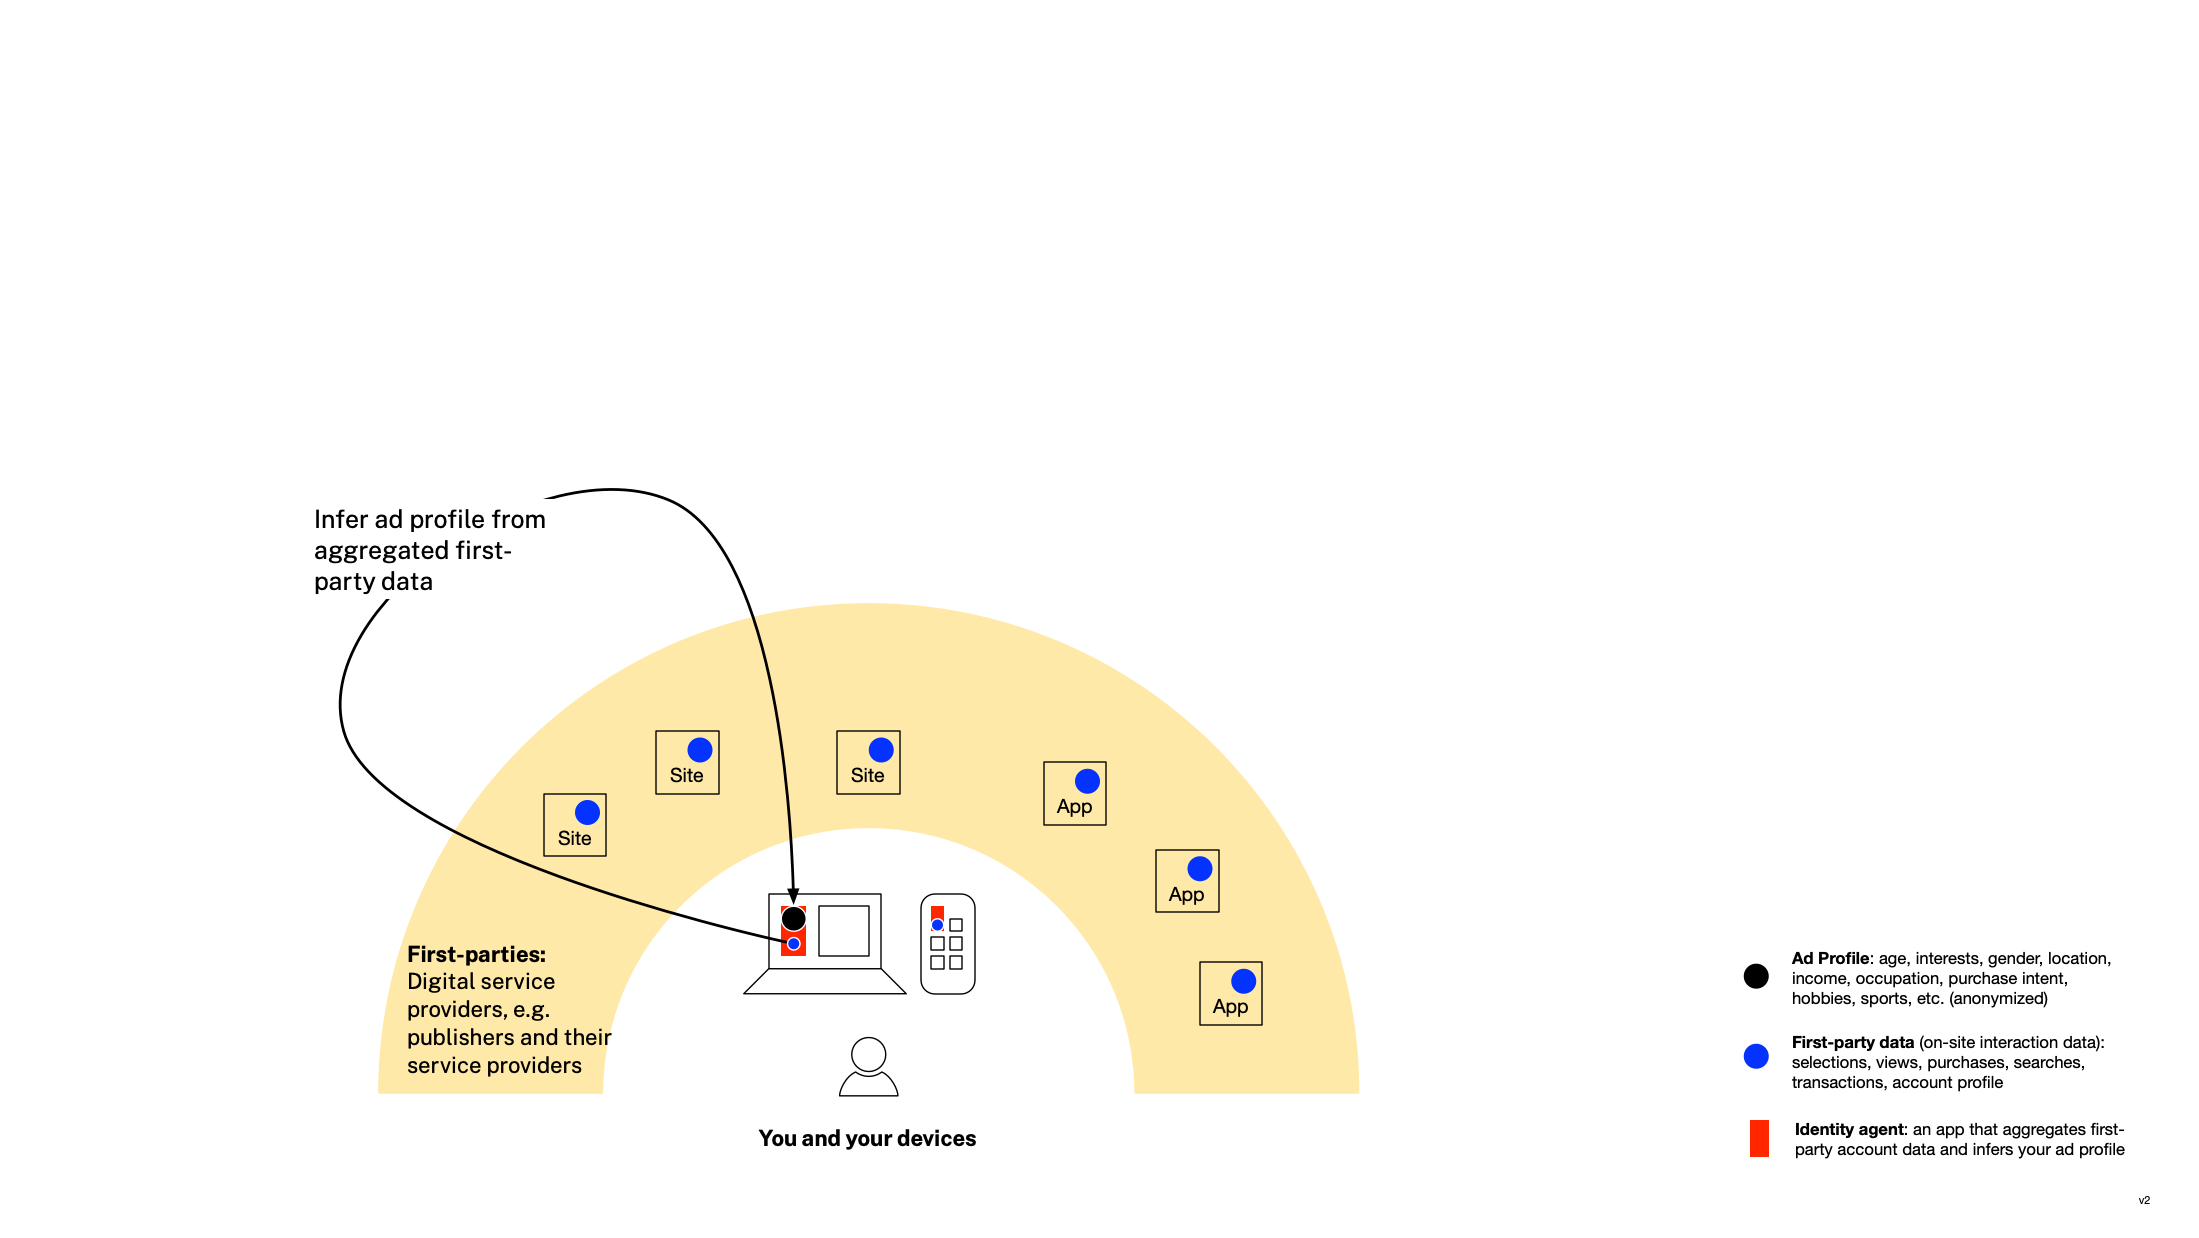 Infer ad profile from
aggregated first-
party data
Site
Site
Site
App
App
App
First-parties:
Digital service
providers, e.g.
publishers and their
service providers
You and your devices
Ad Profile: age, interests, gender, location,
income, occupation, purchase intent,
hobbies, sports, etc. (anonymized)
First-party data (on-site interaction data):
selections, views, purchases, searches,
transactions, account profile
Identity agent: an app that aggregates first-
party account data and infers your ad profile
v2